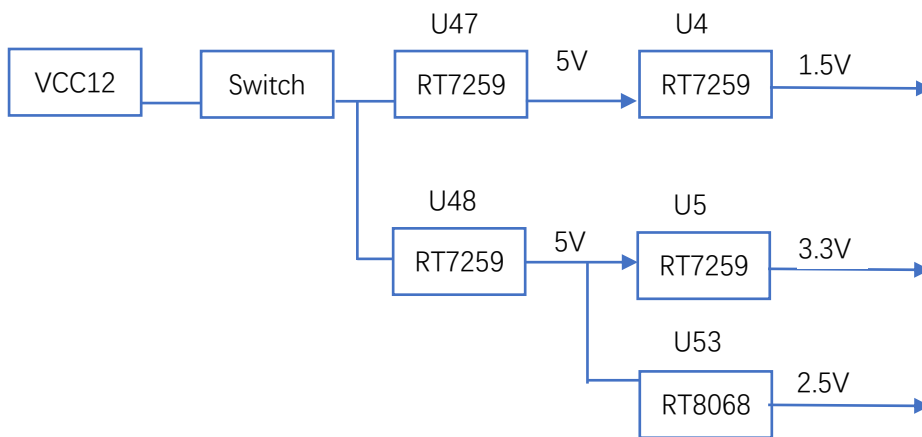 U47
U4
VCC12
Switch
RT7259
5V
RT7259
1.5V
U48
U5
RT7259
5V
RT7259
3.3V
U53
RT8068
2.5V